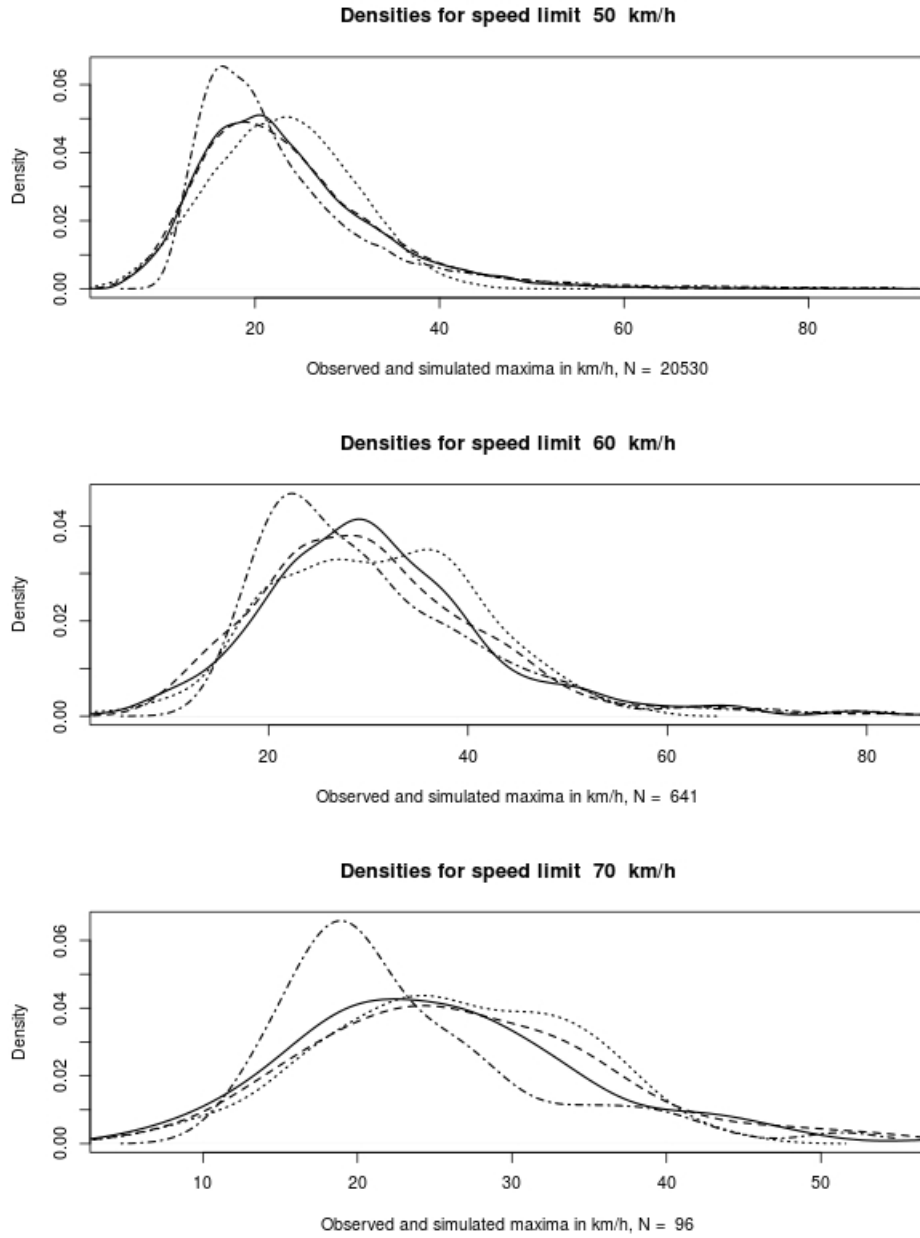 Densities for speed limit 50 km/h
Density
0.00 0.02 0.04 0.06
20 40 60 80
Observed and simulated maxima in km/h, N = 20530
Densities for speed limit 60 km/h
Density
0.00 0.02 0.04
20 40 60 80
Observed and simulated maxima in km/h, N = 641
Densities for speed limit 70 km/h
Density
0.00 0.02 0.04 0.06
10 20 30 40 50
Observed and simulated maxima in km/h, N = 96